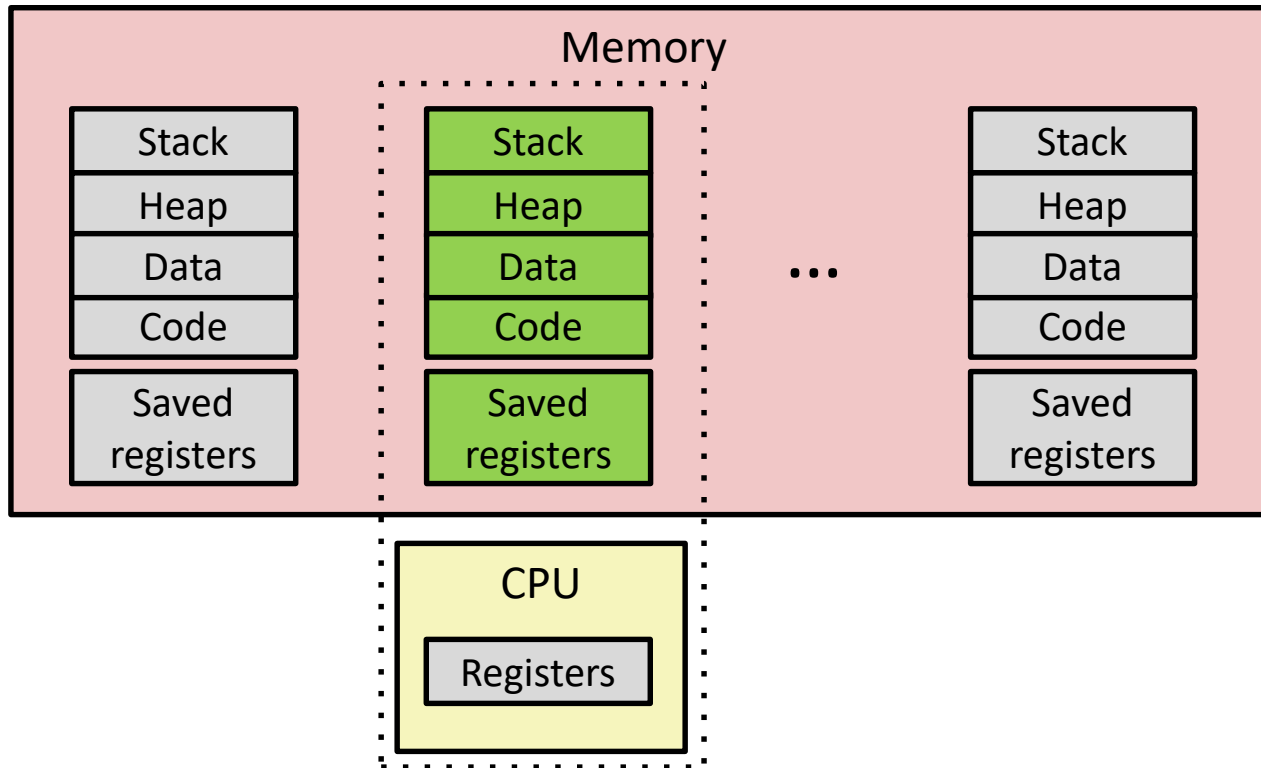 Memory
Stack
Heap
Data
Code
Saved
registers
Stack
Heap
Data
Code
Saved
registers
...
Stack
Heap
Data
Code
Saved
registers
CPU
Registers